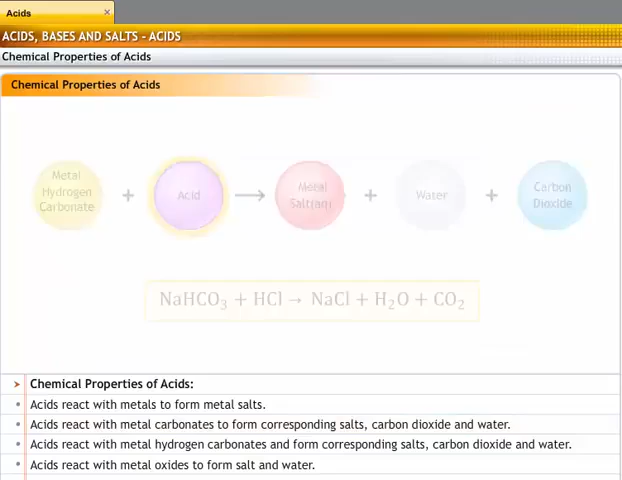 Acids
ACIDS, BASES AND SALTS - ACIDS
Chemical Properties of Acids
Chemical Properties of Acids
Metal
Hydrogen
Carbonate
+
Acid
→
Metal
Salt(an)
+
Water
+
Carbon
Dioxide
NaHCO₃ + HCl → NaCl + H₂O + CO₂
➤ Chemical Properties of Acids:
• Acids react with metals to form metal salts.
• Acids react with metal carbonates to form corresponding salts, carbon dioxide and water.
• Acids react with metal hydrogen carbonates and form corresponding salts, carbon dioxide and water.
• Acids react with metal oxides to form salt and water.